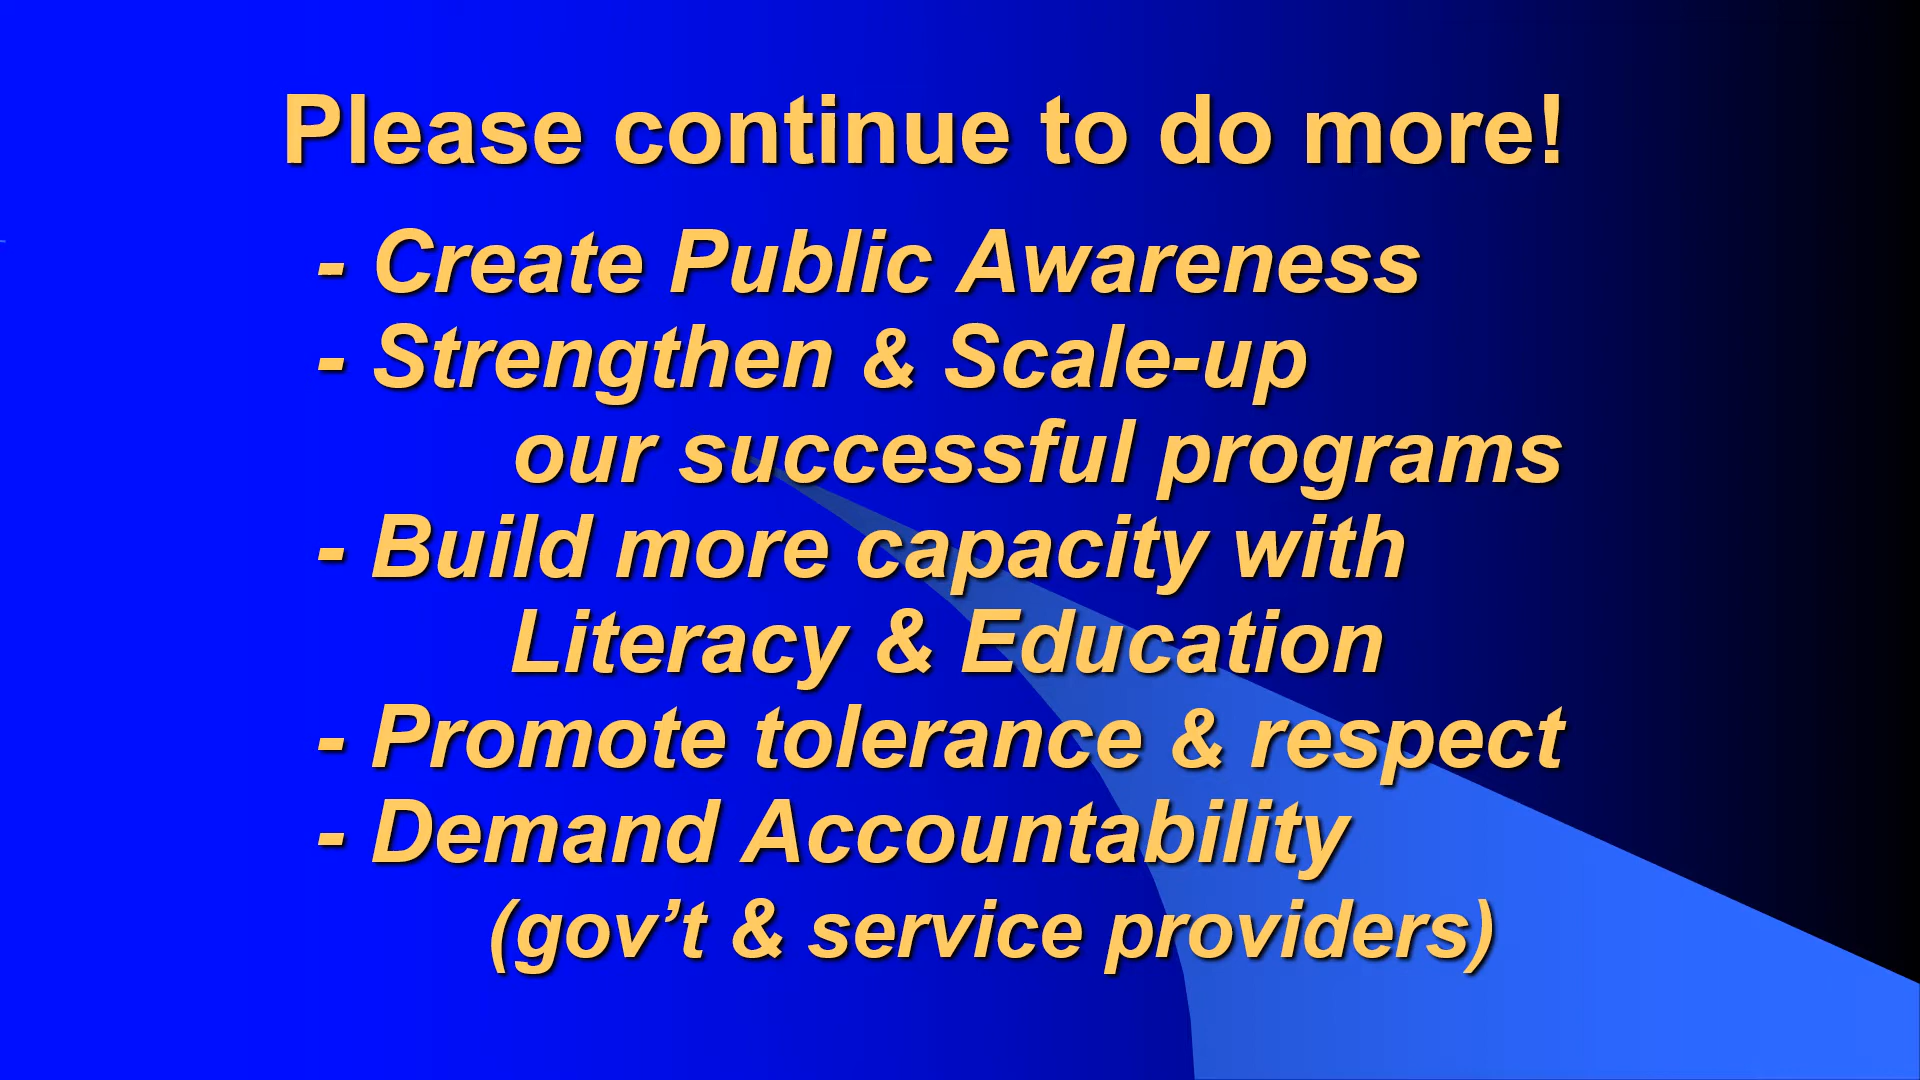 Please continue to do more!
- Create Public Awareness
- Strengthen & Scale-up
our successful programs
- Build more capacity with
Literacy & Education
- Promote tolerance & respect
- Demand Accountability
(gov’t & service providers)